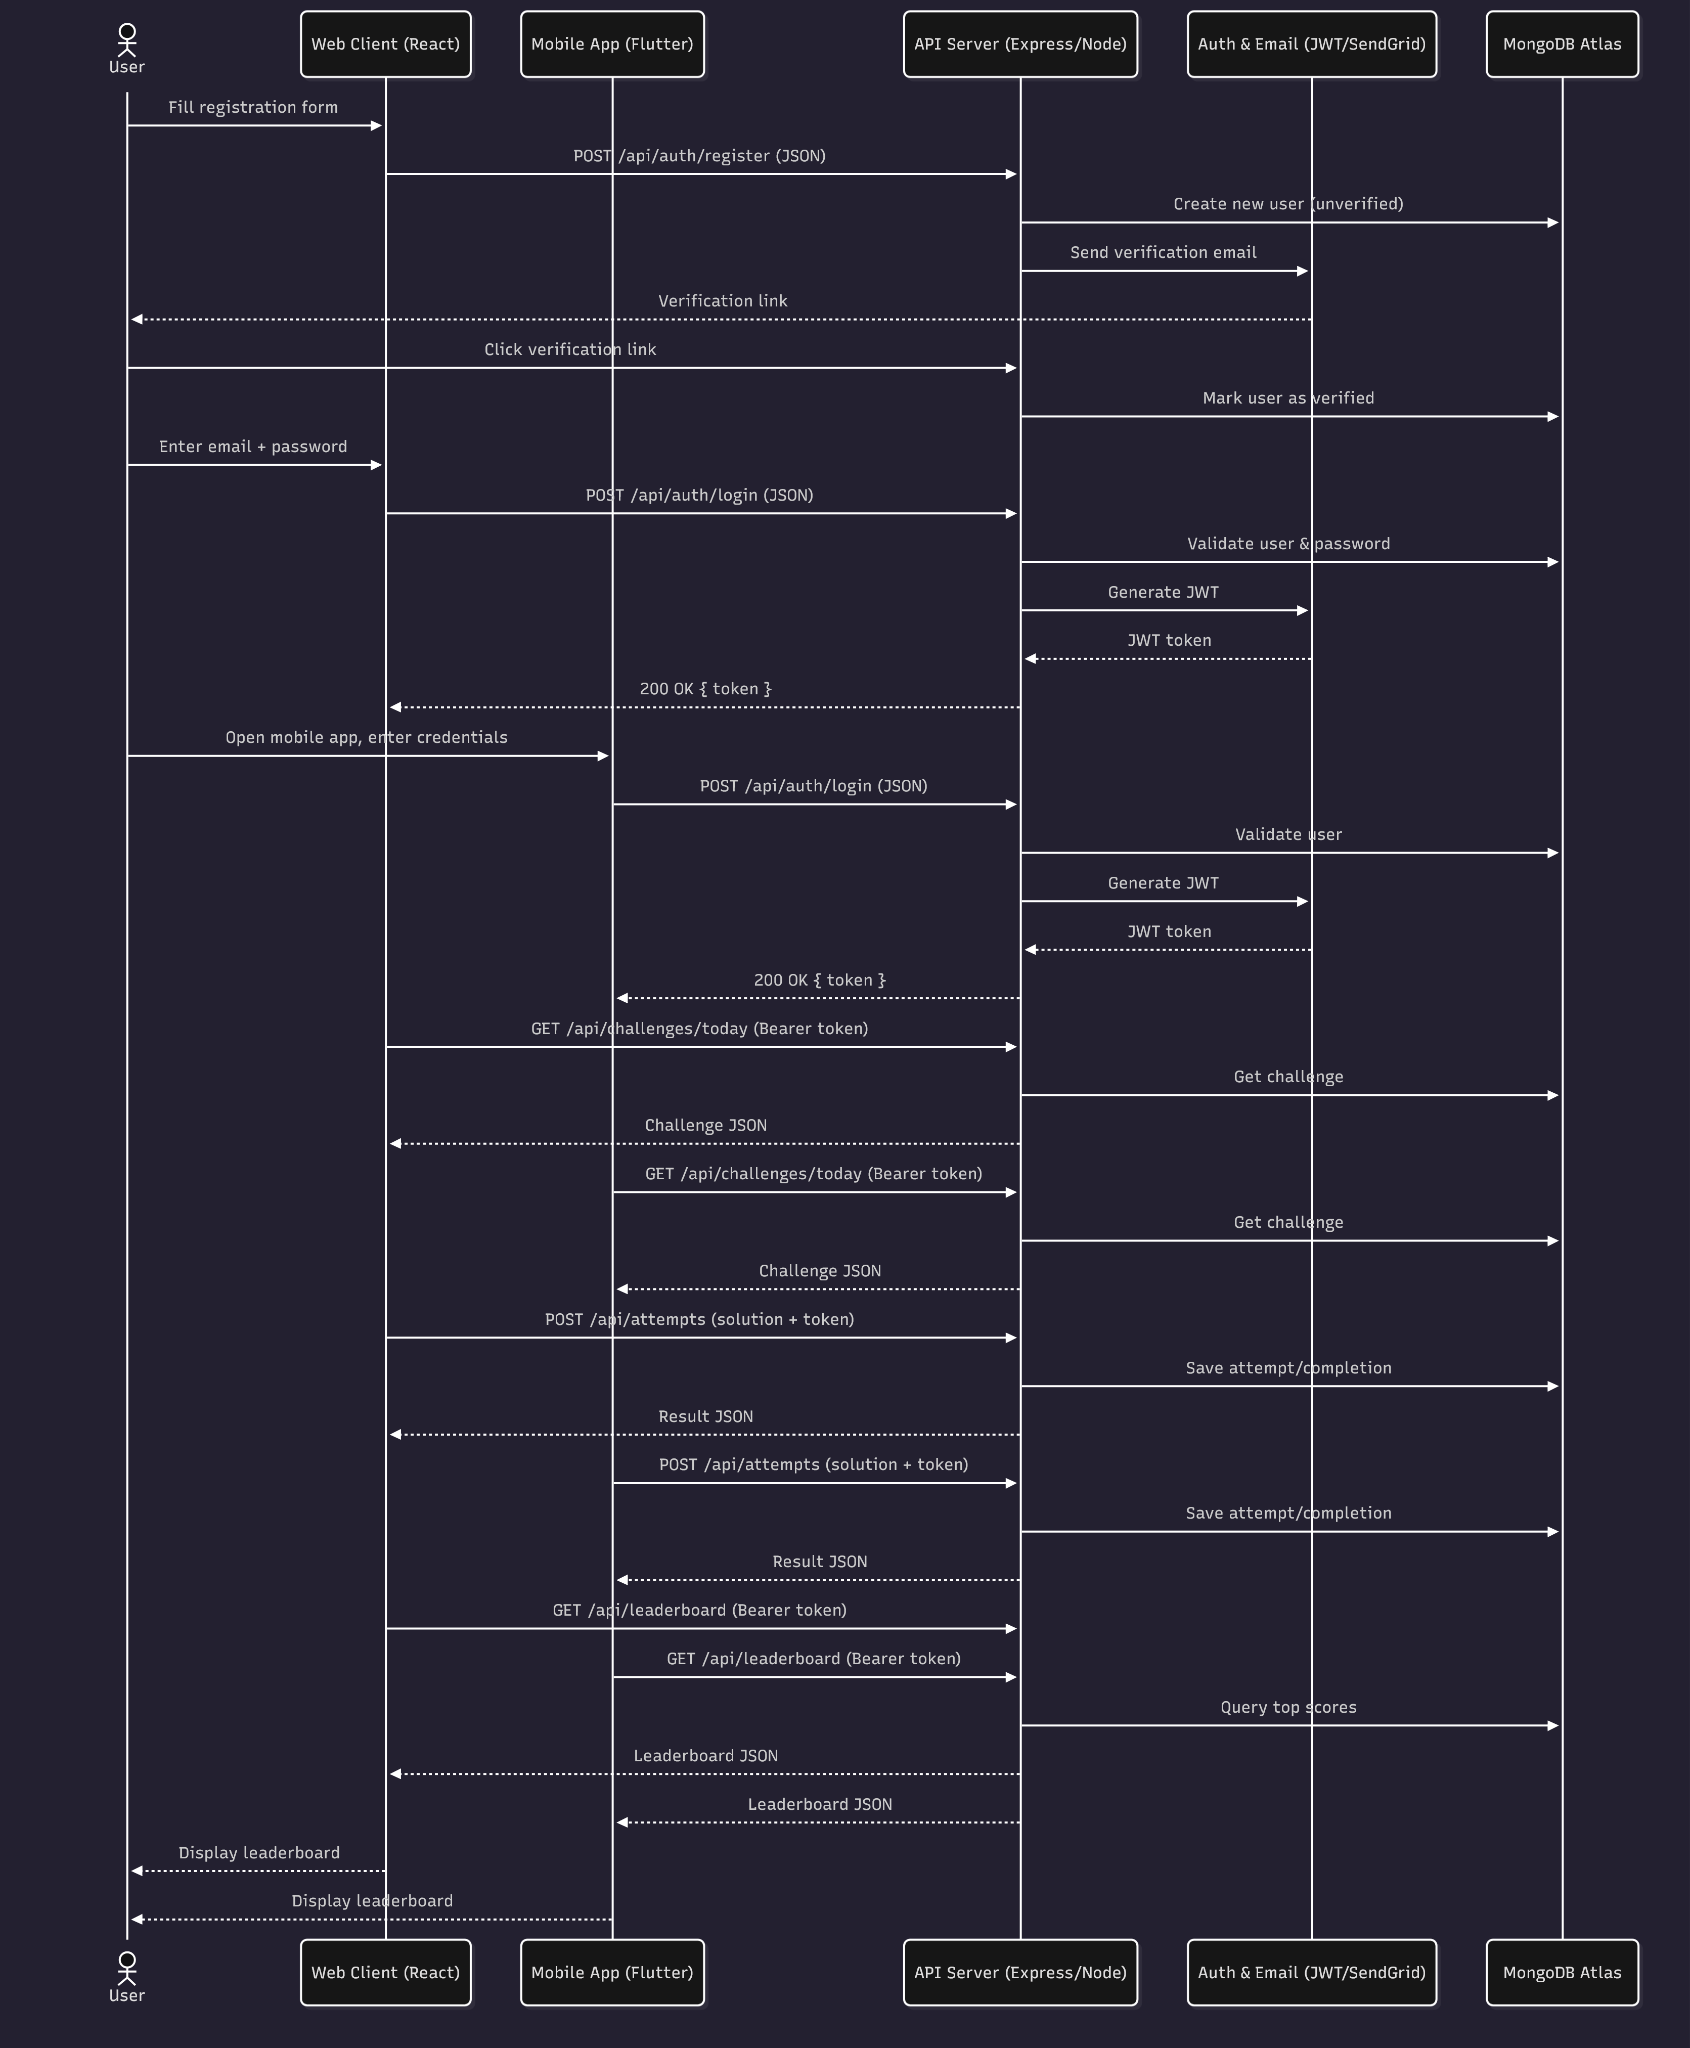 User
Web Client (React)
Mobile App (Flutter)
API Server (Express/Node)
Auth & Email (JWT/SendGrid)
MongoDB Atlas
Fill registration form
POST /api/auth/register (JSON)
Create new user (unverified)
Send verification email
Verification link
Click verification link
Mark user as verified
Enter email + password
POST /api/auth/login (JSON)
Validate user & password
Generate JWT
JWT token
200 OK { token }
Open mobile app, enter credentials
POST /api/auth/login (JSON)
Validate user
Generate JWT
JWT token
200 OK { token }
GET /api/challenges/today (Bearer token)
Get challenge
Challenge JSON
GET /api/challenges/today (Bearer token)
Get challenge
Challenge JSON
POST /api/attempts (solution + token)
Save attempt/completion
Result JSON
POST /api/attempts (solution + token)
Save attempt/completion
Result JSON
GET /api/leaderboard (Bearer token)
GET /api/leaderboard (Bearer token)
Query top scores
Leaderboard JSON
Leaderboard JSON
Display leaderboard
Display leaderboard
User
Web Client (React)
Mobile App (Flutter)
API Server (Express/Node)
Auth & Email (JWT/SendGrid)
MongoDB Atlas